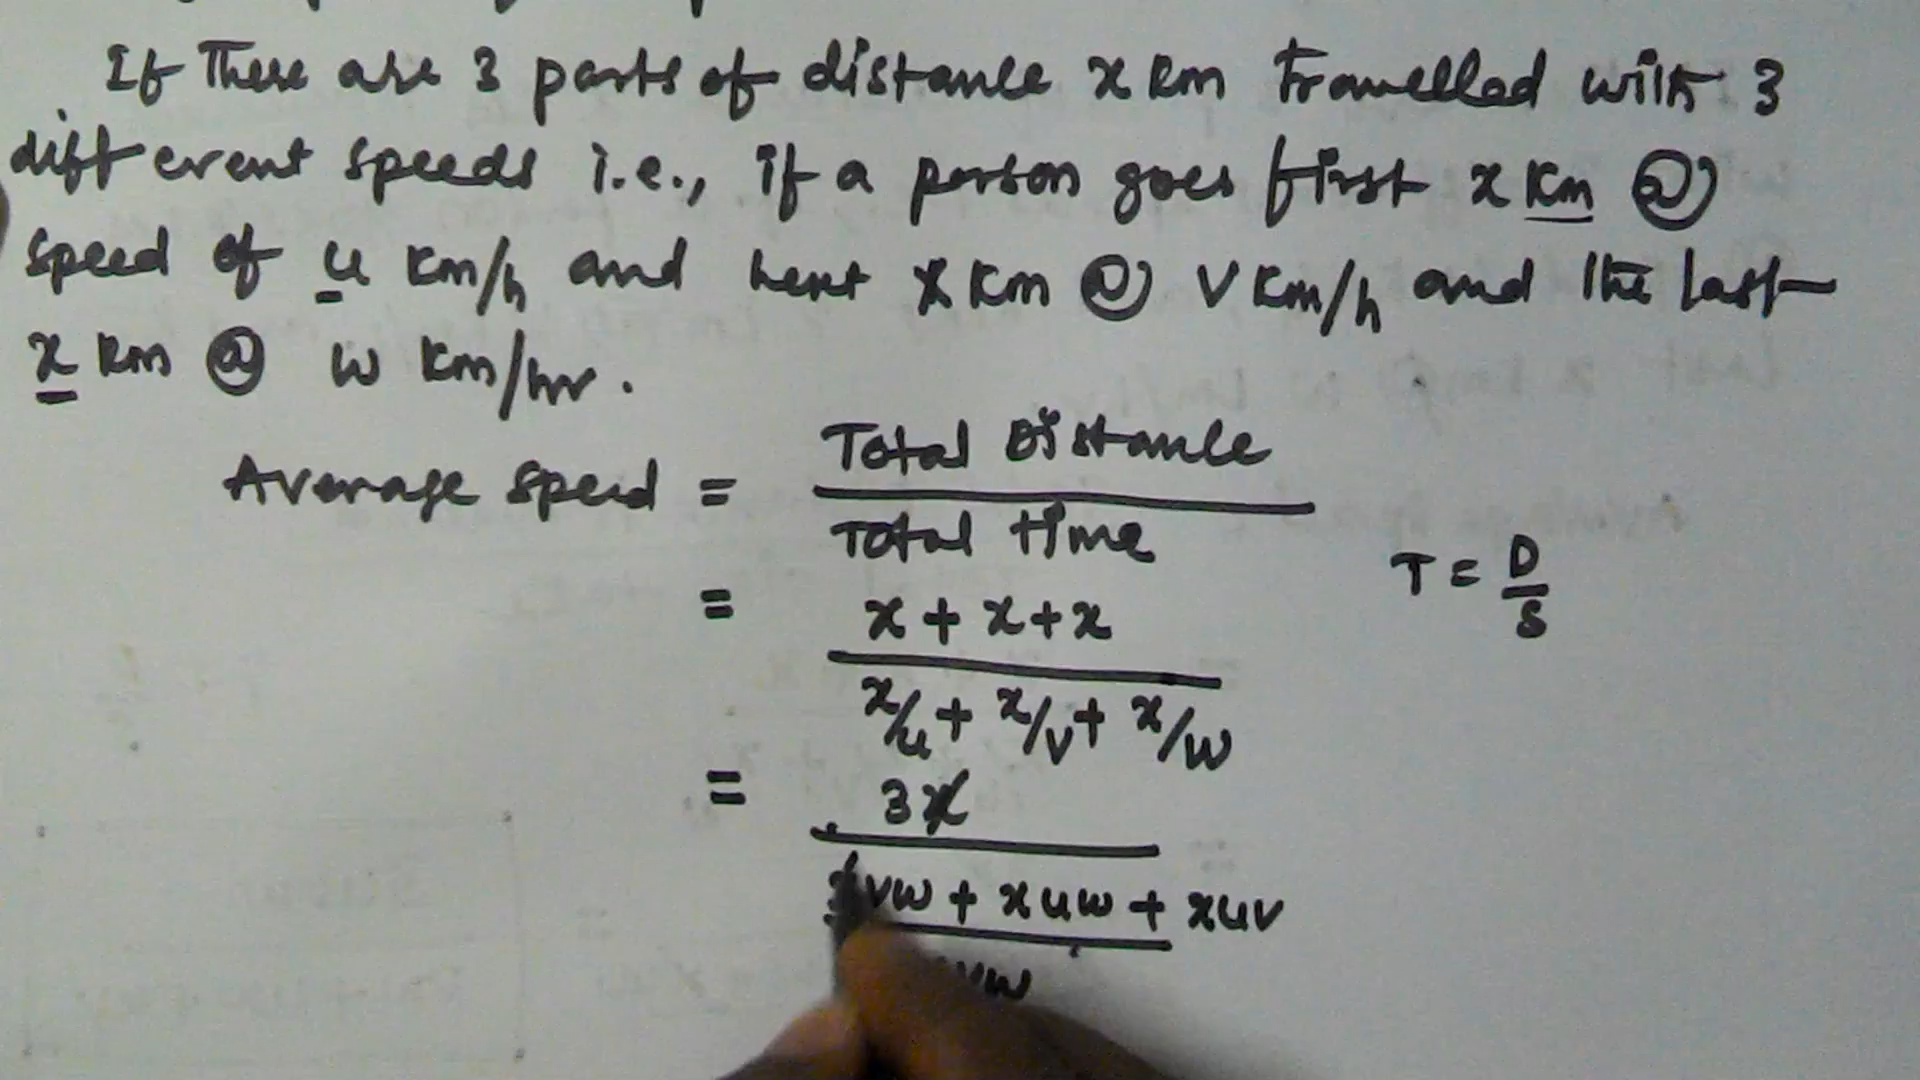 If There are 3 parts of distance x km Travelled with 3
different speeds i.e., if a person goes first x km @
speed of u km/h and next x km @ v km/h and the last
x km @ w km/hr.
Average speed = Total Distance / Total time
T = D/S
= x + x + x / x/u + x/v + x/w
= 3x
vw + xuw + xuv
vw